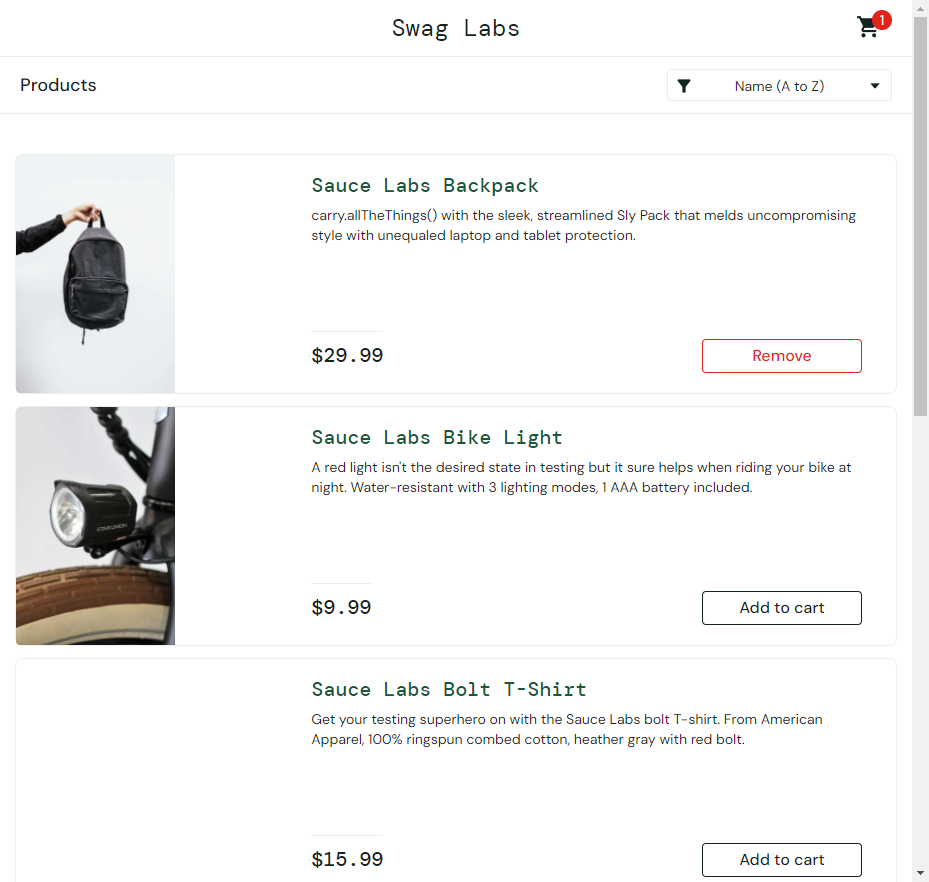 Swag Labs
1
Products
Name (A to Z)
Sauce Labs Backpack
carry.allTheThings() with the sleek, streamlined Sly Pack that melds uncompromising
style with unequaled laptop and tablet protection.
$29.99
Remove
Sauce Labs Bike Light
A red light isn't the desired state in testing but it sure helps when riding your bike at
night. Water-resistant with 3 lighting modes, 1 AAA battery included.
$9.99
Add to cart
Sauce Labs Bolt T-Shirt
Get your testing superhero on with the Sauce Labs bolt T-shirt. From American
Apparel, 100% ringspun combed cotton, heather gray with red bolt.
$15.99
Add to cart